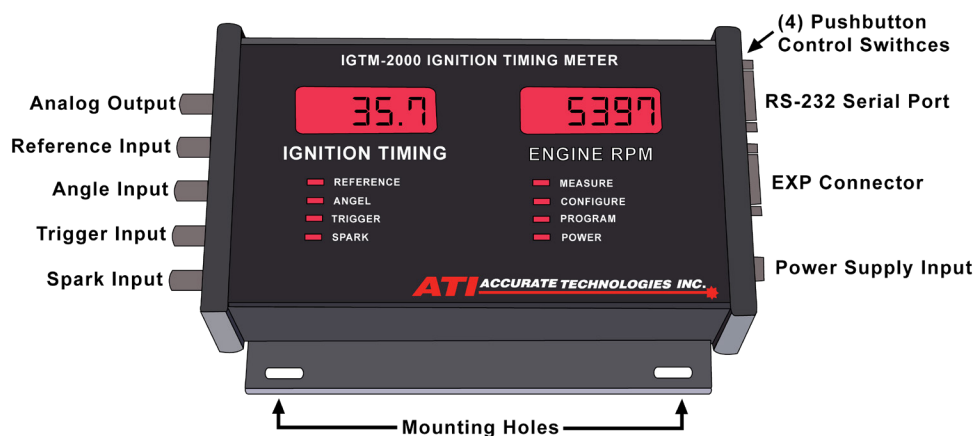 (4) Pushbutton
Control Swithces
IGTM-2000 IGNITION TIMING METER
35.7
5397
Analog Output
Reference Input
Angle Input
Trigger Input
Spark Input
IGNITION TIMING
REFERENCE
ANGEL
TRIGGER
SPARK
ENGINE RPM
MEASURE
CONFIGURE
PROGRAM
POWER
RS-232 Serial Port
EXP Connector
Power Supply Input
ATI ACCURATE TECHNOLOGIES INC.
Mounting Holes